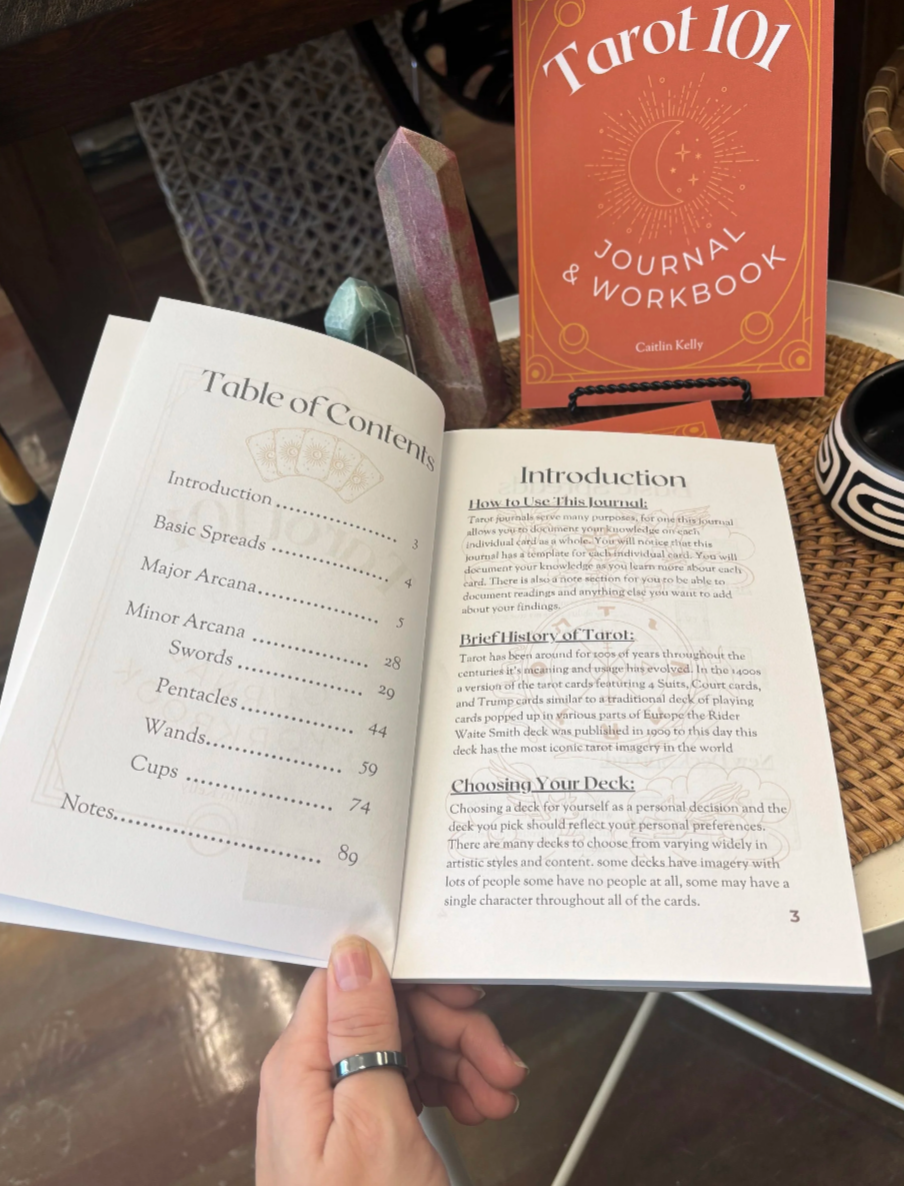 Tarot 101
JOURNAL
& WORKBOOK
Caitlin Kelly
Table of Contents
Introduction ........................ 3
Basic Spreads ...................... 4
Major Arcana...................... 5
Minor Arcana ..................... 28
Swords ...................... 29
Pentacles .................... 44
Wands........................ 59
Cups .......................... 74
Notes..................................... 89
Introduction
How to Use This Journal:
Tarot journals serve many purposes, for one this journal
allows you to document your knowledge on each
individual card as a whole. You will notice that this
journal has a template for each individual card. You will
document your knowledge as you learn more about each
card. There is also a note section for you to be able to
document readings and anything else you want to add
about your findings.
Brief History of Tarot:
Tarot has been around for 100s of years throughout the
centuries it's meaning and usage has evolved. In the 1400s
a version of the tarot cards featuring 4 Suits, Court cards,
and Trump cards similar to a traditional deck of playing
cards popped up in various parts of Europe the Rider
Waite Smith deck was published in 1909 to this day this
deck has the most iconic tarot imagery in the world
Choosing Your Deck:
Choosing a deck for yourself as a personal decision and the
deck you pick should reflect your personal preferences.
There are many decks to choose from varying widely in
artistic styles and content. some decks have imagery with
lots of people some have no people at all, some may have a
single character throughout all of the cards.
3